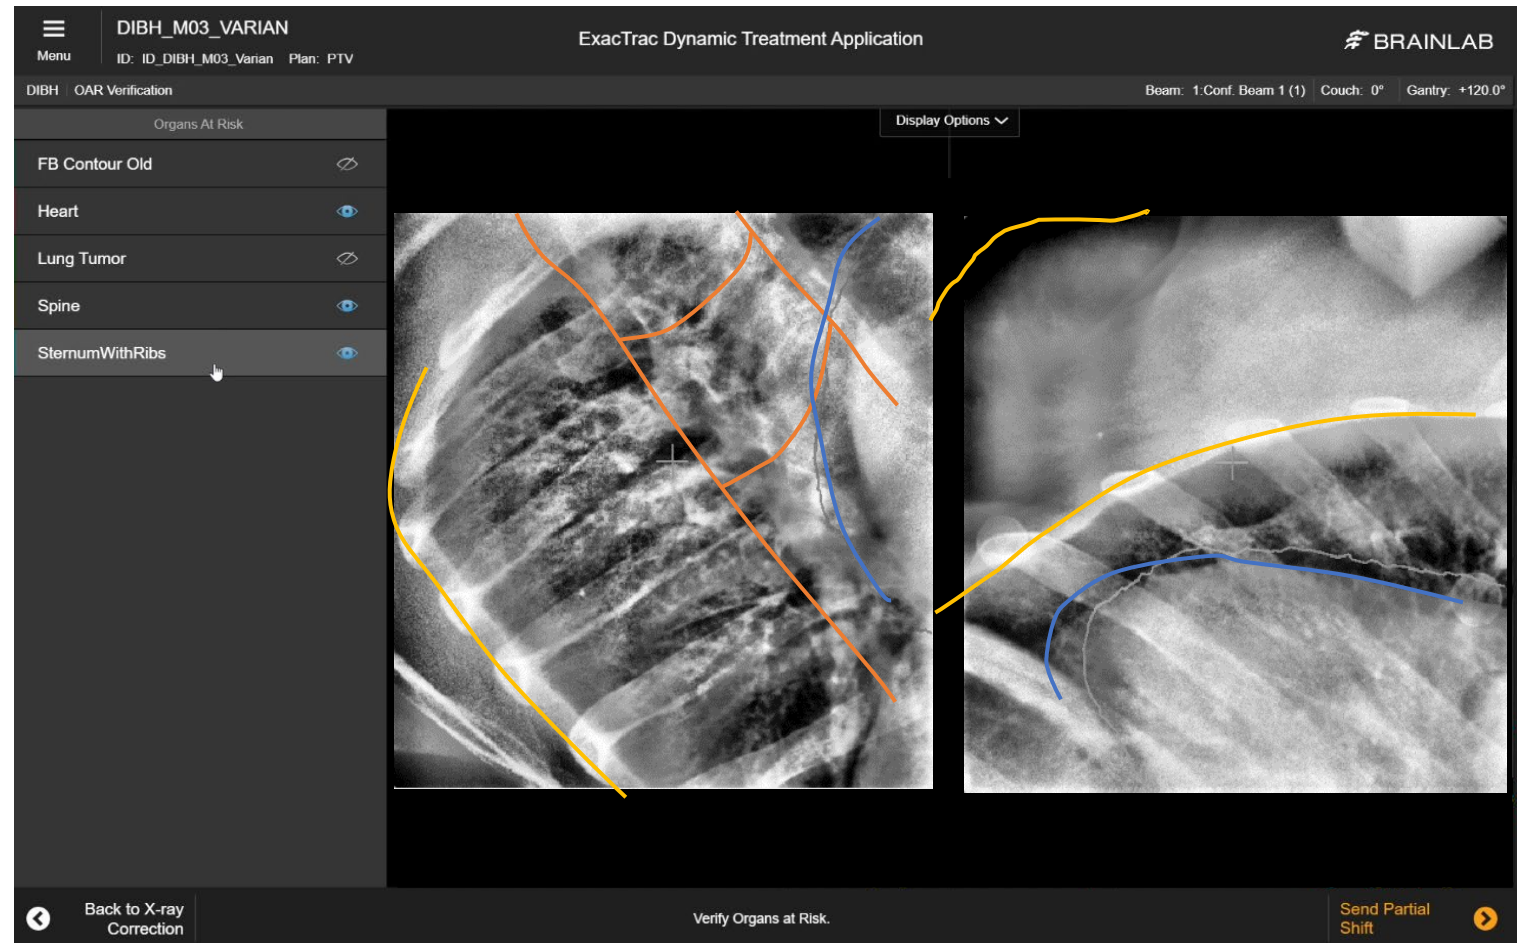 DIBH_M03_VARIAN
Menu
ID: ID_DIBH_M03_Varian Plan: PTV
ExacTrac Dynamic Treatment Application
BRAINLAB
DIBH OAR Verification
Beam: 1:Conf. Beam 1 (1) Couch: 0° Gantry: +120.0°
Organs At Risk
Display Options
FB Contour Old
Heart
Lung Tumor
Spine
SternumWithRibs
Back to X-ray
Correction
Verify Organs at Risk.
Send Partial
Shift